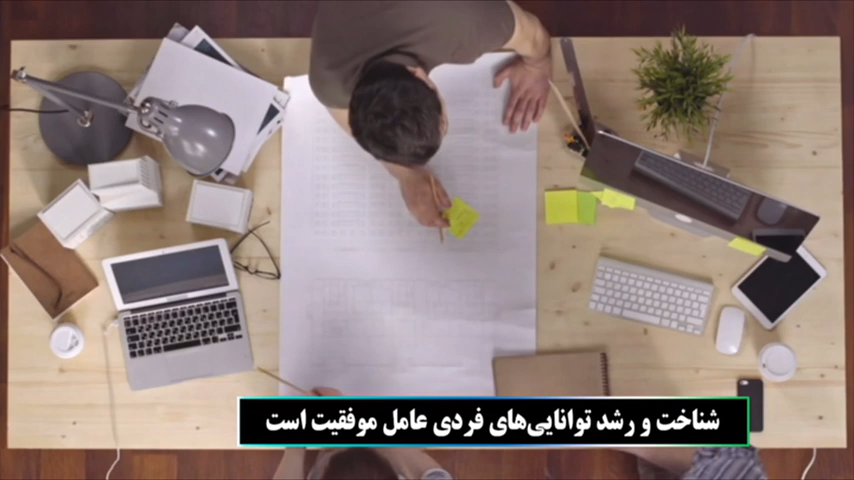 شناخت و رشد توانایی‌های فردی عامل موفقیت است